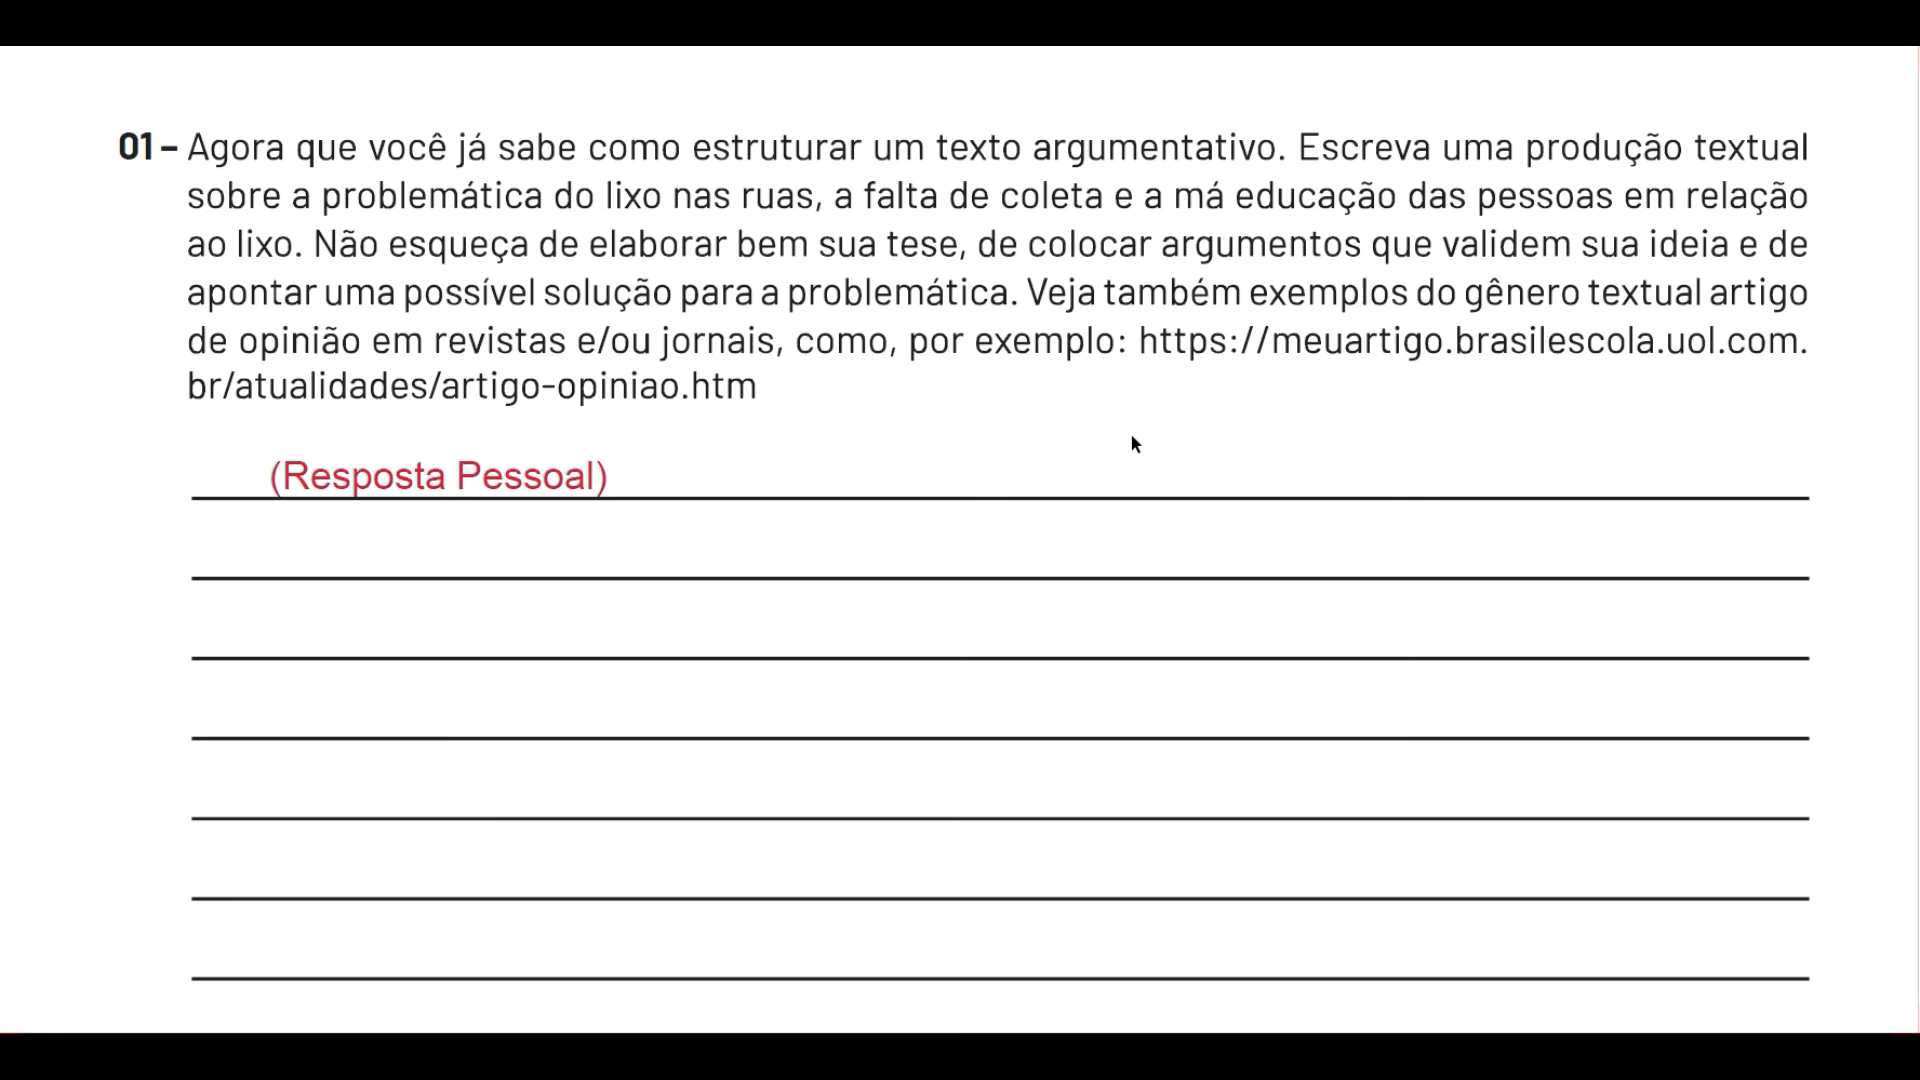 01 – Agora que você já sabe como estruturar um texto argumentativo. Escreva uma produção textual
sobre a problemática do lixo nas ruas, a falta de coleta e a má educação das pessoas em relação
ao lixo. Não esqueça de elaborar bem sua tese, de colocar argumentos que validem sua ideia e de
apontar uma possível solução para a problemática. Veja também exemplos do gênero textual artigo
de opinião em revistas e/ou jornais, como, por exemplo: https://meuartigo.brasilescola.uol.com.
br/atualidades/artigo-opiniao.htm
(Resposta Pessoal)